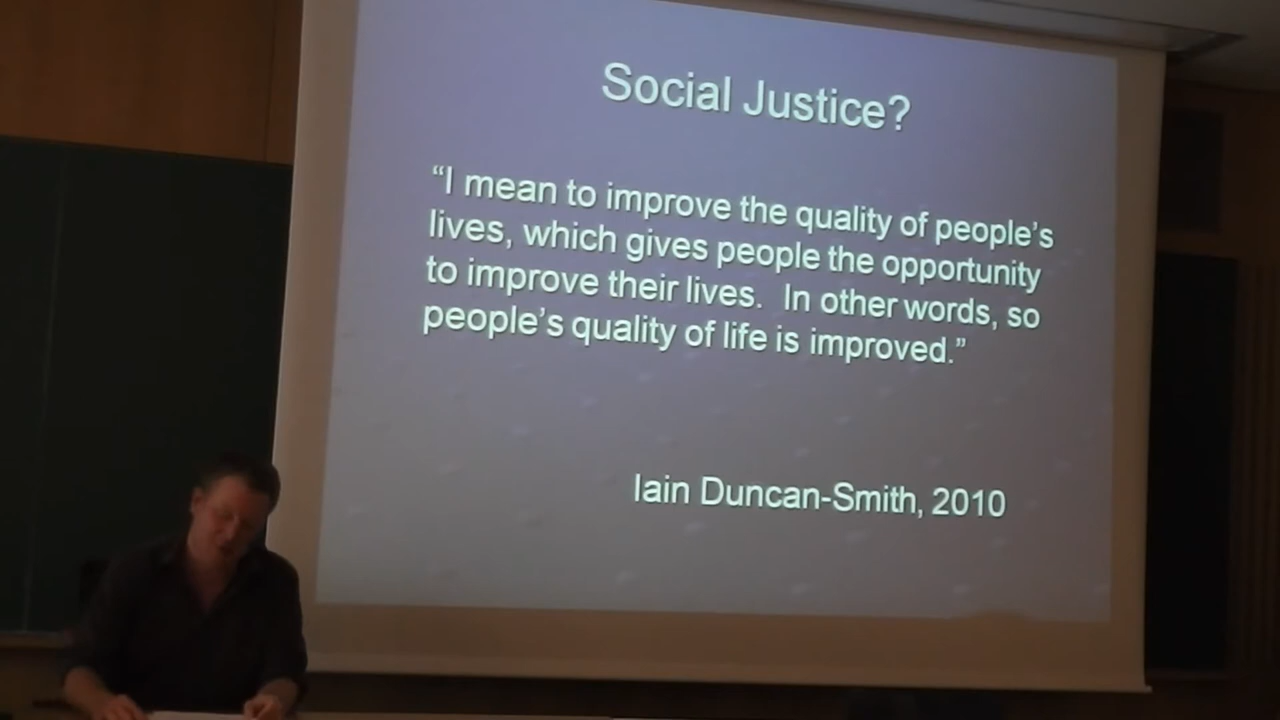 Social Justice?
“I mean to improve the quality of people’s
lives, which gives people the opportunity
to improve their lives.  In other words, so
people’s quality of life is improved.”
Iain Duncan-Smith, 2010